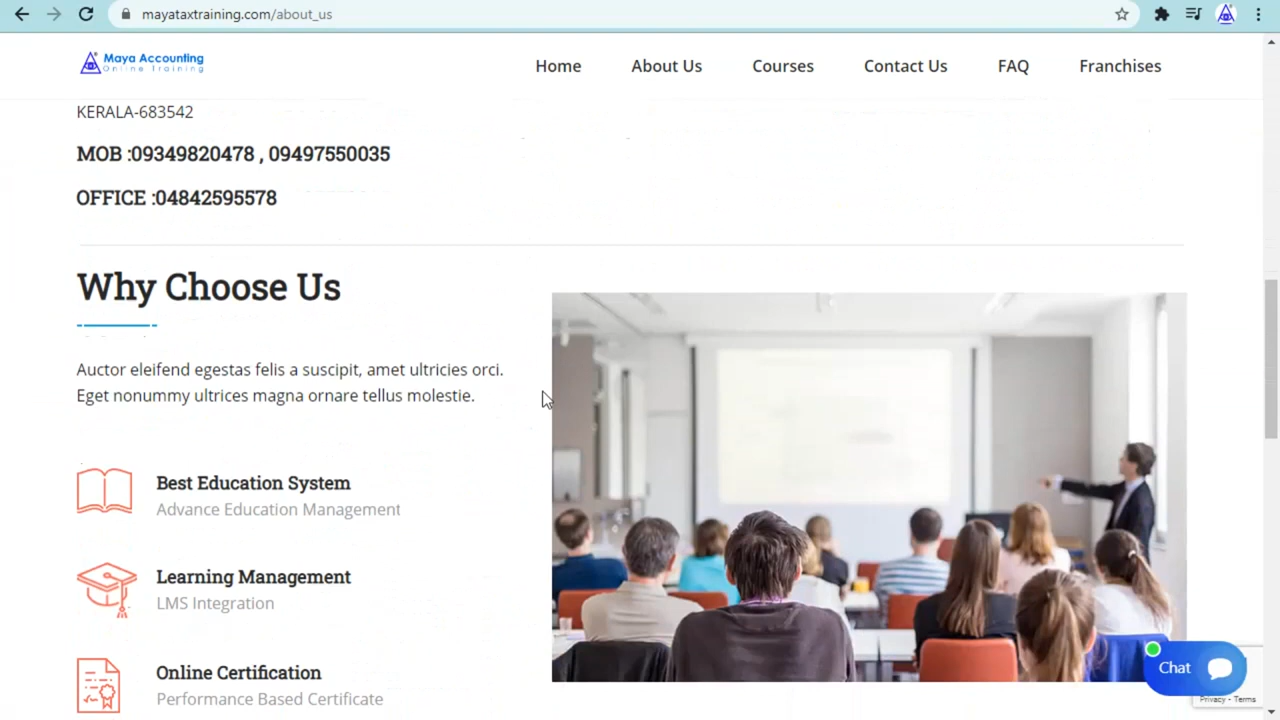 mayataxtraining.com/about_us
Maya Accounting
Online Training
Home
About Us
Courses
Contact Us
FAQ
Franchises
KERALA-683542
MOB :09349820478 , 09497550035
OFFICE :04842595578
Why Choose Us
Auctor eleifend egestas felis a suscipit, amet ultricies orci.
Eget nonummy ultrices magna ornare tellus molestie.
Best Education System
Advance Education Management
Learning Management
LMS Integration
Online Certification
Performance Based Certificate
Chat
Privacy - Terms